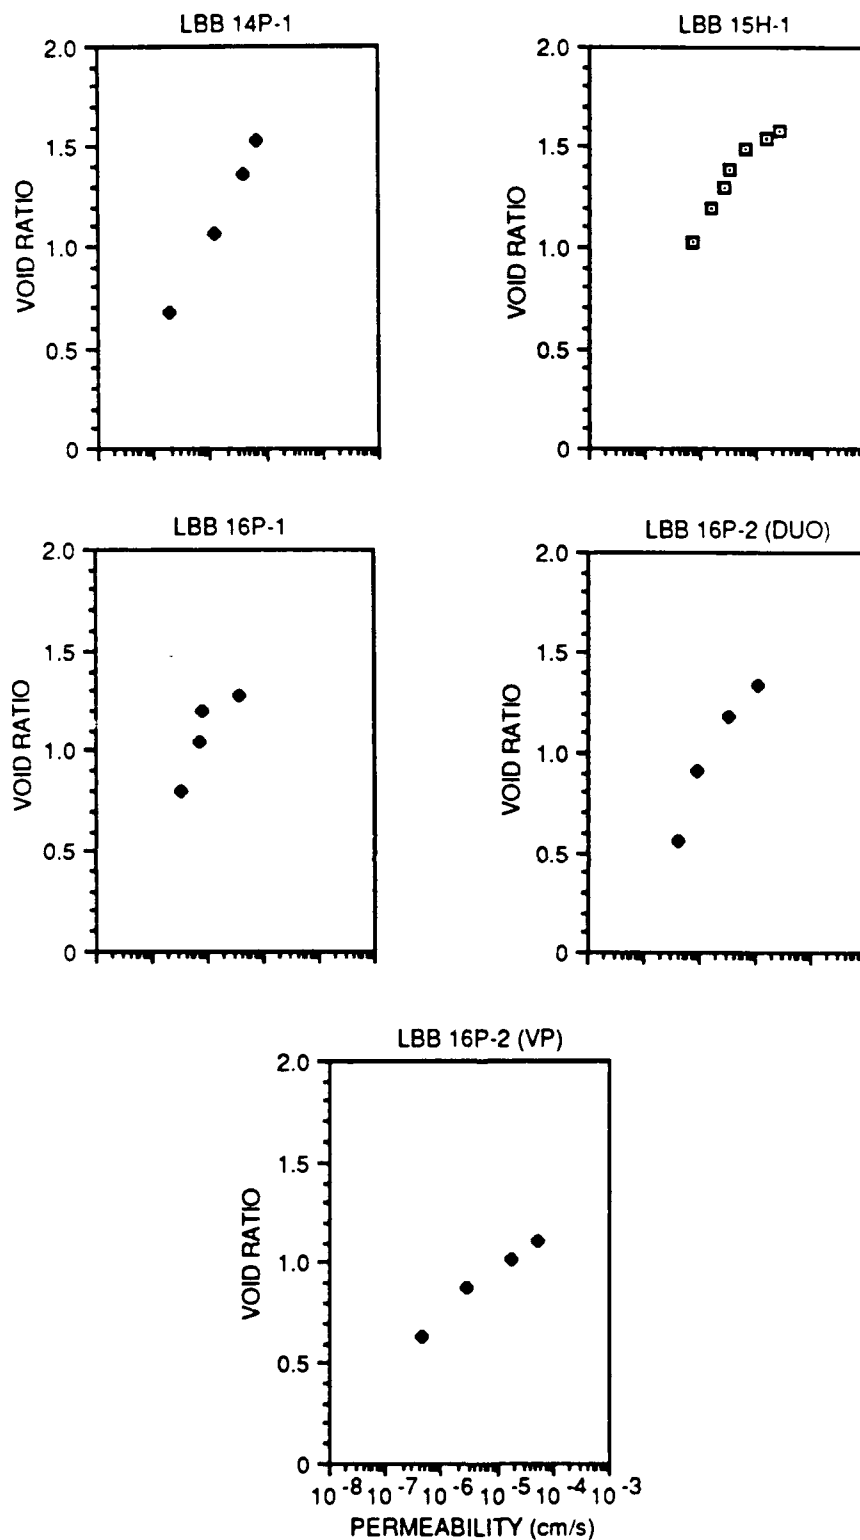 LBB 14P-1
2.0
1.5
1.0
0.5
0
VOID RATIO
LBB 15H-1
2.0
1.5
1.0
0.5
0
VOID RATIO
LBB 16P-1
2.0
1.5
1.0
0.5
0
VOID RATIO
LBB 16P-2 (DUO)
2.0
1.5
1.0
0.5
0
VOID RATIO
LBB 16P-2 (VP)
2.0
1.5
1.0
0.5
0
VOID RATIO
10⁻⁸ 10⁻⁷ 10⁻⁶ 10⁻⁵ 10⁻⁴ 10⁻³
PERMEABILITY (cm/s)